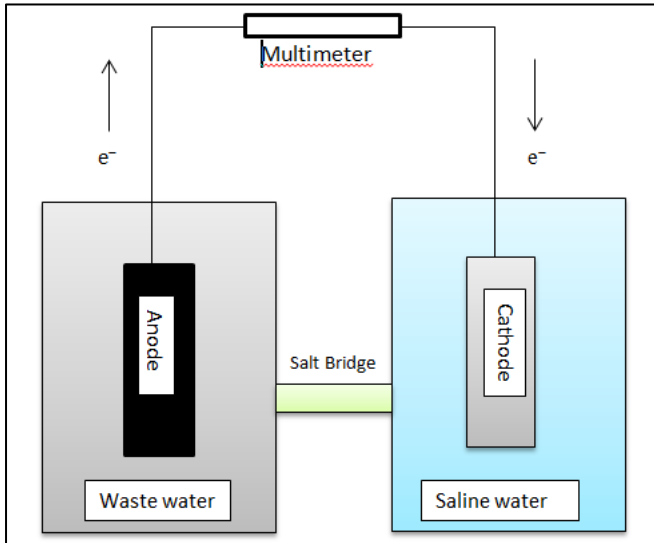 Multimeter
e⁻
e⁻
Anode
Cathode
Salt Bridge
Waste water
Saline water